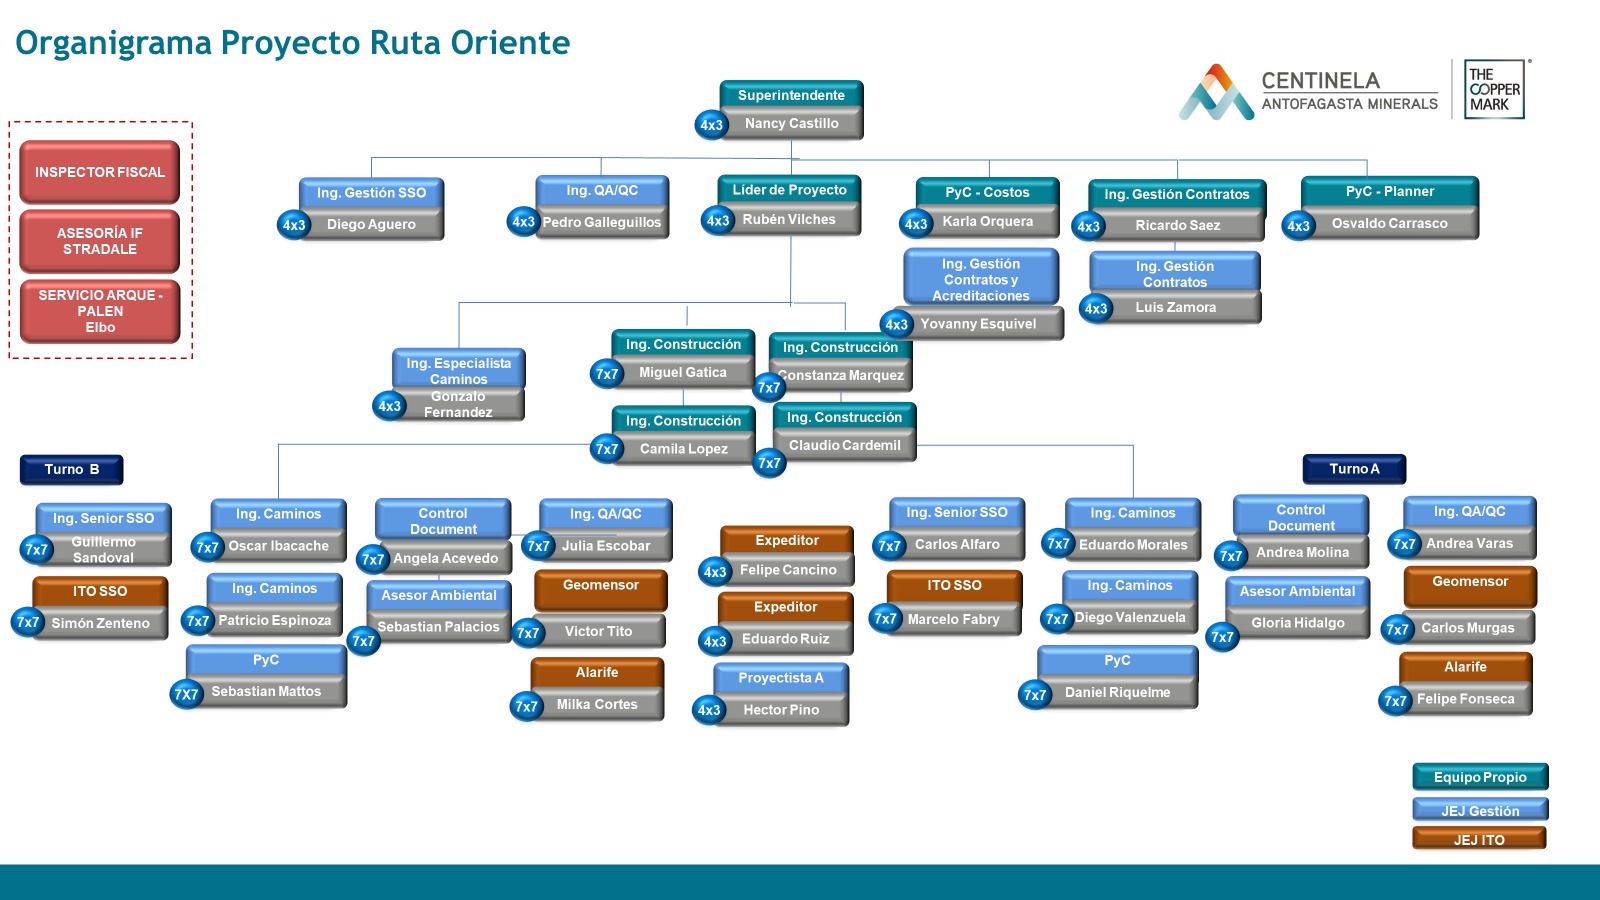 Organigrama Proyecto Ruta Oriente
CENTINELA
ANTOFAGASTA MINERALS
THE
COPPER
MARK
Superintendente
4x3
Nancy Castillo
INSPECTOR FISCAL
ASESORÍA IF
STRADALE
SERVICIO ARQUE -
PALEN
Elbo
Ing. Gestión SSO
4x3
Diego Aguero
Ing. QA/QC
4x3
Pedro Galleguillos
Líder de Proyecto
4x3
Rubén Vilches
PyC - Costos
4x3
Karla Orquera
Ing. Gestión Contratos
4x3
Ricardo Saez
PyC - Planner
4x3
Osvaldo Carrasco
Ing. Gestión
Contratos y
Acreditaciones
4x3
Yovanny Esquivel
Ing. Gestión
Contratos
4x3
Luis Zamora
Ing. Especialista
Caminos
4x3
Gonzalo
Fernandez
Ing. Construcción
7x7
Miguel Gatica
Ing. Construcción
7x7
Constanza Marquez
Ing. Construcción
7x7
Camila Lopez
Ing. Construcción
7x7
Claudio Cardemil
Turno B
Turno A
Ing. Senior SSO
7x7
Guillermo
Sandoval
ITO SSO
7x7
Simón Zenteno
Ing. Caminos
7x7
Oscar Ibacache
Ing. Caminos
7x7
Patricio Espinoza
PyC
7X7
Sebastian Mattos
Control
Document
7x7
Angela Acevedo
Asesor Ambiental
7x7
Sebastian Palacios
Ing. QA/QC
7x7
Julia Escobar
Geomensor
7x7
Victor Tito
Alarife
7x7
Milka Cortes
Expeditor
4x3
Felipe Cancino
Expeditor
4x3
Eduardo Ruiz
Proyectista A
4x3
Hector Pino
Ing. Senior SSO
7x7
Carlos Alfaro
ITO SSO
7x7
Marcelo Fabry
Ing. Caminos
7x7
Eduardo Morales
Ing. Caminos
7x7
Diego Valenzuela
PyC
7x7
Daniel Riquelme
Control
Document
7x7
Andrea Molina
Asesor Ambiental
7x7
Gloria Hidalgo
Ing. QA/QC
7x7
Andrea Varas
Geomensor
7x7
Carlos Murgas
Alarife
7x7
Felipe Fonseca
Equipo Propio
JEJ Gestión
JEJ ITO